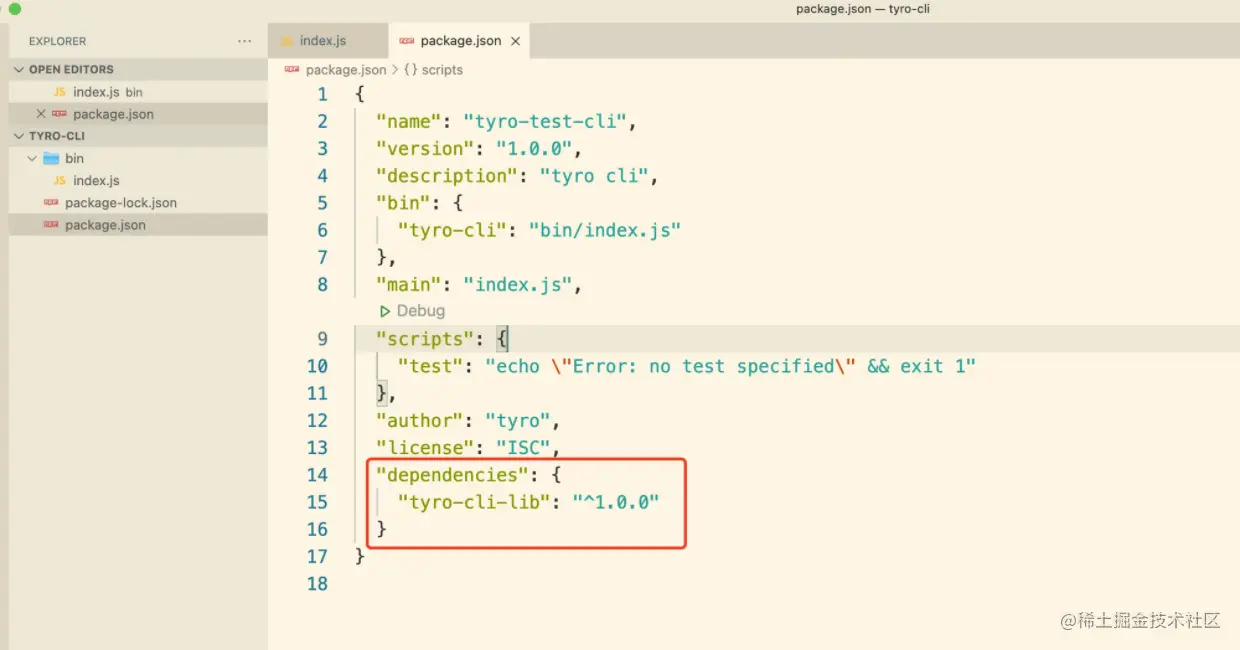 package.json — tyro-cli
EXPLORER ···
index.js
package.json ×
OPEN EDITORS
JS index.js bin
× package.json
TYRO-CLI
bin
JS index.js
package-lock.json
package.json
package.json > {} scripts
1 {
2 "name": "tyro-test-cli",
3 "version": "1.0.0",
4 "description": "tyro cli",
5 "bin": {
6 "tyro-cli": "bin/index.js"
7 },
8 "main": "index.js",
Debug
9 "scripts": {
10 "test": "echo \"Error: no test specified\" && exit 1"
11 },
12 "author": "tyro",
13 "license": "ISC",
14 "dependencies": {
15 "tyro-cli-lib": "^1.0.0"
16 }
17 }
18
@稀土掘金技术社区